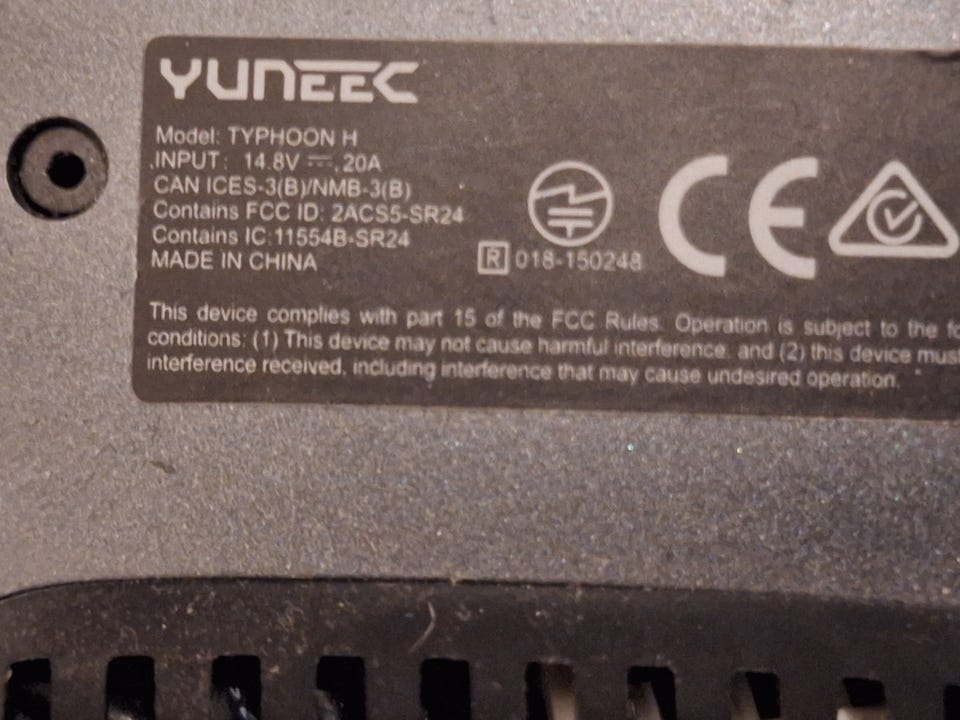 YUNEEC
Model: TYPHOON H
INPUT: 14.8V ⎓ 20A
CAN ICES-3(B)/NMB-3(B)
Contains FCC ID: 2ACS5-SR24
Contains IC:11554B-SR24
MADE IN CHINA
R 018-150248
CE
This device complies with part 15 of the FCC Rules. Operation is subject to the
conditions: (1) This device may not cause harmful interference, and (2) this device must
interference received, including interference that may cause undesired operation.